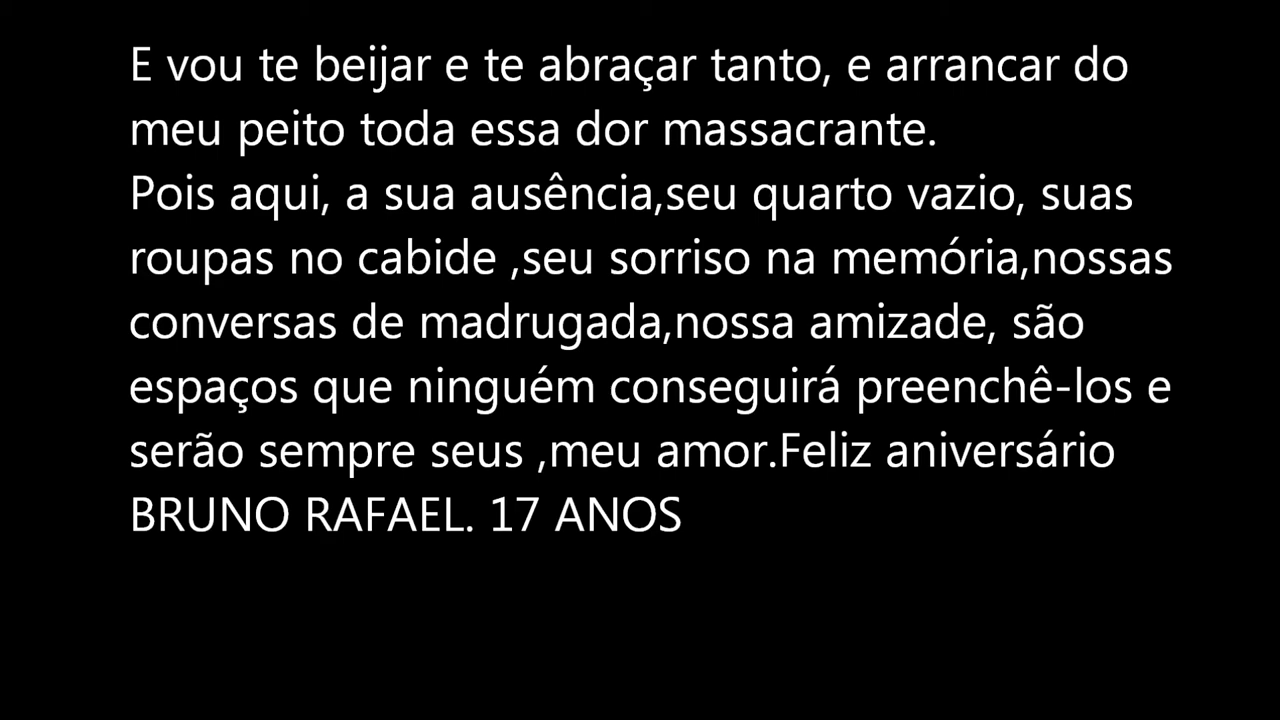 E vou te beijar e te abraçar tanto, e arrancar do
meu peito toda essa dor massacrante.
Pois aqui, a sua ausência,seu quarto vazio, suas
roupas no cabide ,seu sorriso na memória,nossas
conversas de madrugada,nossa amizade, são
espaços que ninguém conseguirá preenchê-los e
serão sempre seus ,meu amor.Feliz aniversário
BRUNO RAFAEL. 17 ANOS